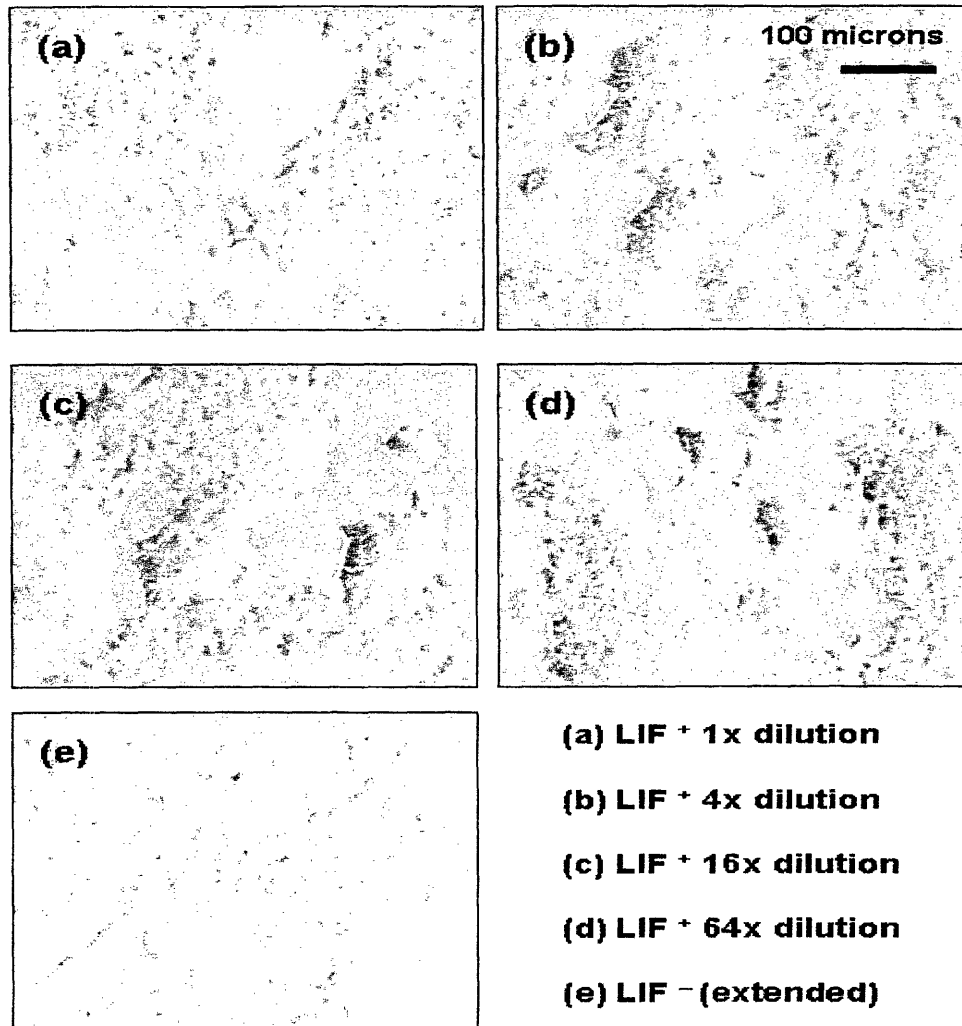 (a)
(b)
100 microns
(c)
(d)
(e)
(a) LIF + 1x dilution
(b) LIF + 4x dilution
(c) LIF + 16x dilution
(d) LIF + 64x dilution
(e) LIF − (extended)